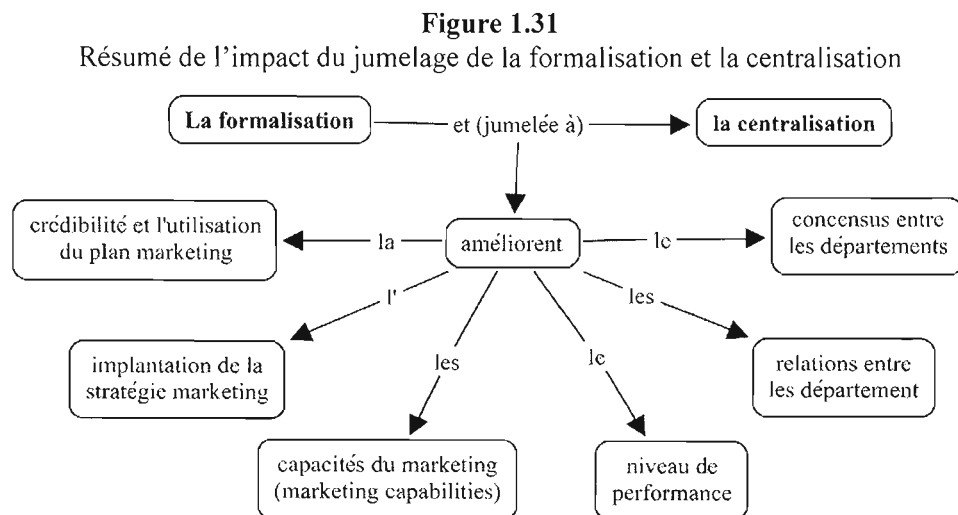 Figure 1.31
Résumé de l'impact du jumelage de la formalisation et la centralisation
La formalisation
et (jumelée à)
la centralisation
crédibilité et l'utilisation
du plan marketing
la
améliorent
le
concensus entre
les départements
l'
les
implantation de la
stratégie marketing
les
le
relations entre
les département
capacités du marketing
(marketing capabilities)
niveau de
performance